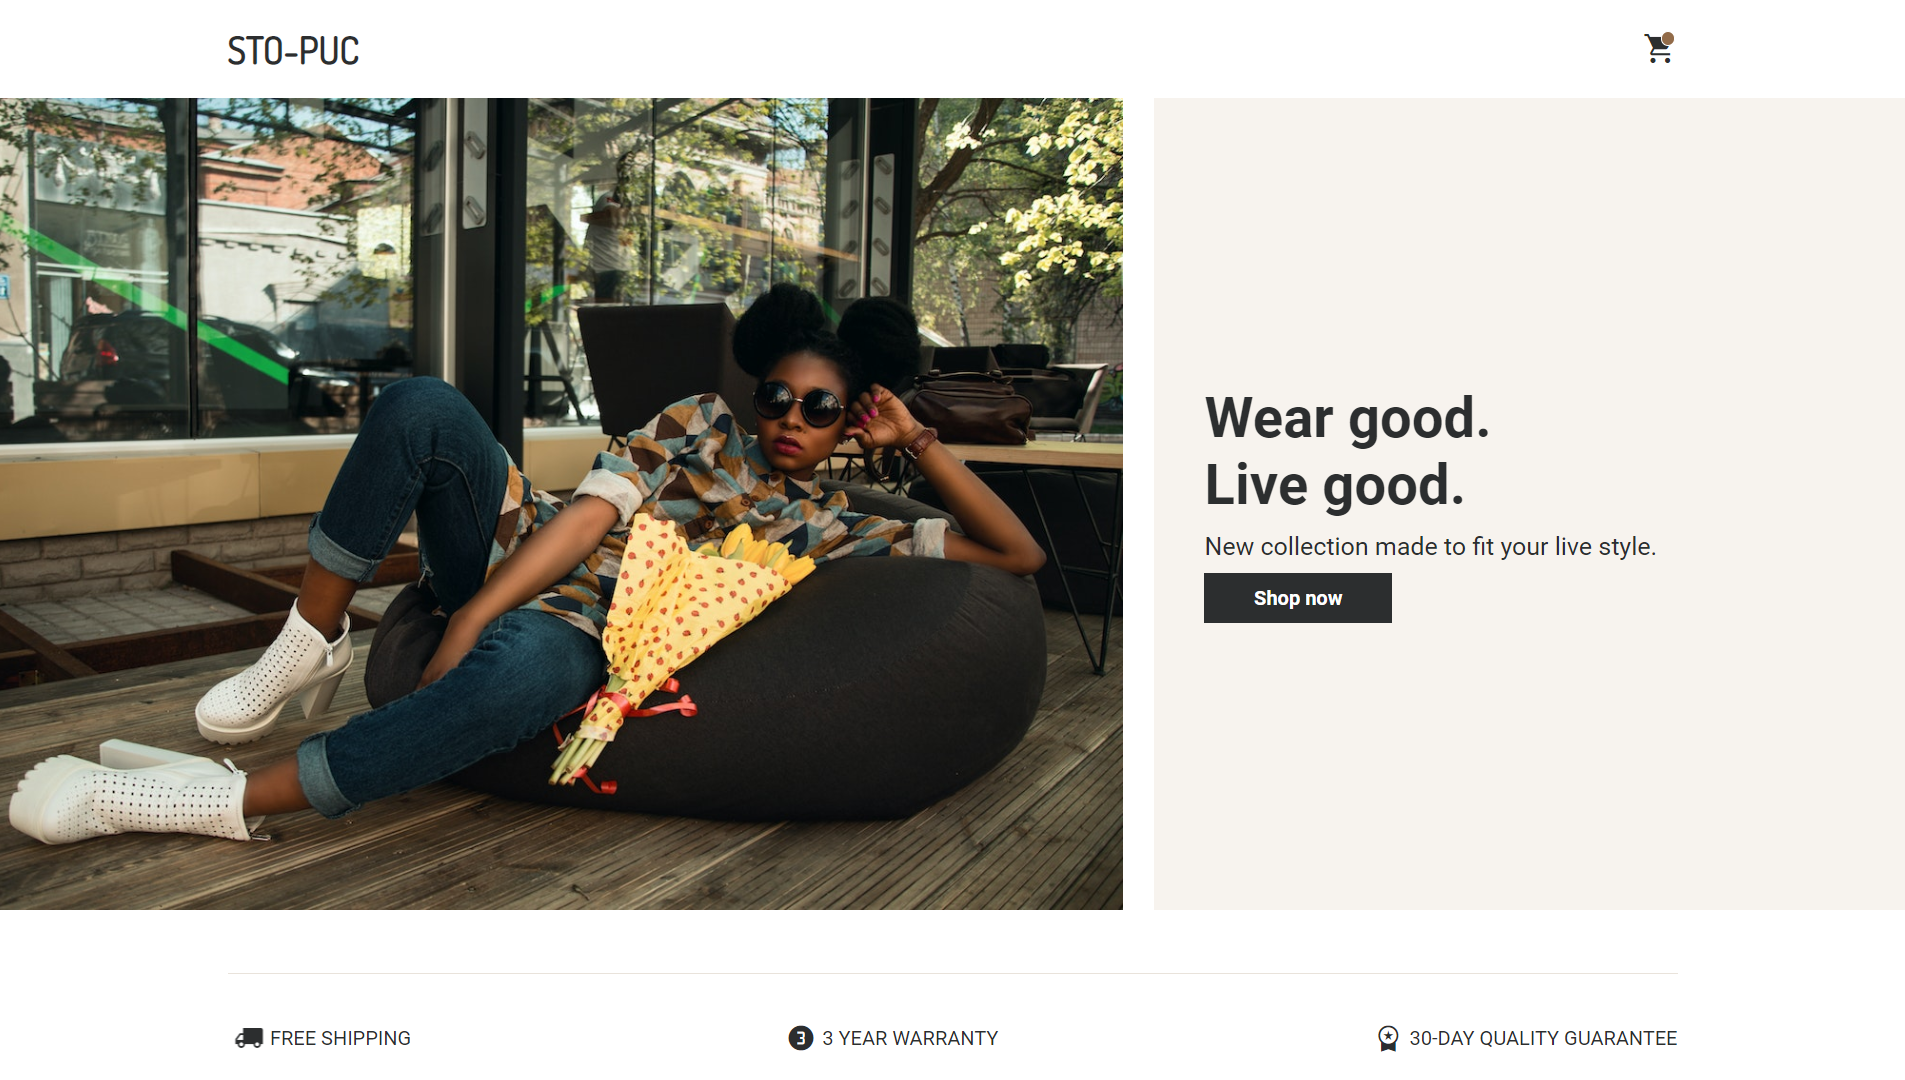 STO-PUC
Wear good.
Live good.
New collection made to fit your live style.
Shop now
FREE SHIPPING
3
3 YEAR WARRANTY
30-DAY QUALITY GUARANTEE